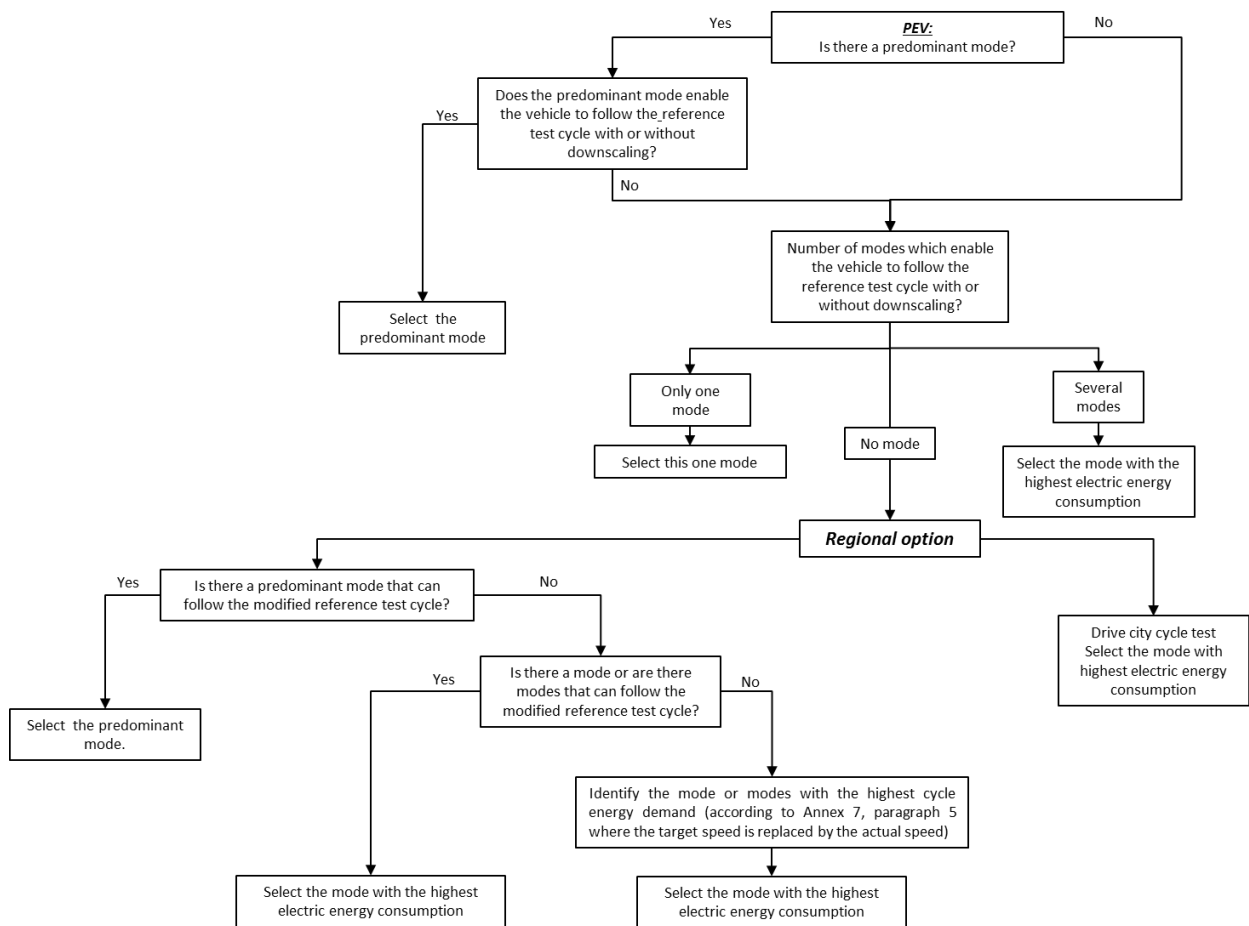 Yes
PEV:
Is there a predominant mode?
No
Does the predominant mode enable
the vehicle to follow the reference
test cycle with or without
downscaling?
Yes
No
Number of modes which enable
the vehicle to follow the
reference test cycle with or
without downscaling?
Select the
predominant mode
Only one
mode
Several
modes
No mode
Select this one mode
Select the mode with the
highest electric energy
consumption
Regional option
Yes
Is there a predominant mode that can
follow the modified reference test cycle?
No
Drive city cycle test
Select the mode with
highest electric energy
consumption
Yes
Is there a mode or are there
modes that can follow the
modified reference test cycle?
No
Select the predominant
mode.
Identify the mode or modes with the highest cycle
energy demand (according to Annex 7, paragraph 5
where the target speed is replaced by the actual speed)
Select the mode with the highest
electric energy consumption
Select the mode with the highest
electric energy consumption